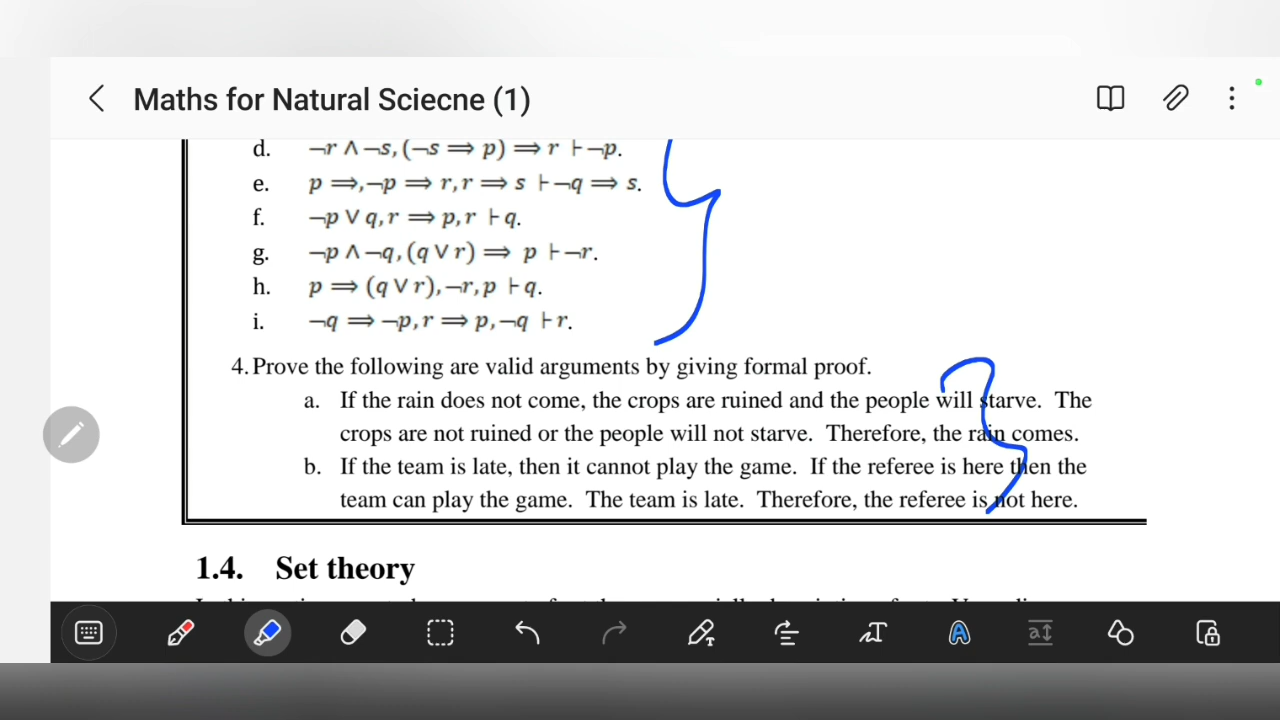 Maths for Natural Sciecne (1)
d. ¬r ∧ ¬s, (¬s ⟹ p) ⟹ r ⊢ ¬p.
e. p ⟹, ¬p ⟹ r, r ⟹ s ⊢ ¬q ⟹ s.
f. ¬p ∨ q, r ⟹ p, r ⊢ q.
g. ¬p ∧ ¬q, (q ∨ r) ⟹ p ⊢ ¬r.
h. p ⟹ (q ∨ r), ¬r, p ⊢ q.
i. ¬q ⟹ ¬p, r ⟹ p, ¬q ⊢ r.
4. Prove the following are valid arguments by giving formal proof.
a. If the rain does not come, the crops are ruined and the people will starve. The
crops are not ruined or the people will not starve. Therefore, the rain comes.
b. If the team is late, then it cannot play the game. If the referee is here then the
team can play the game. The team is late. Therefore, the referee is not here.
1.4. Set theory